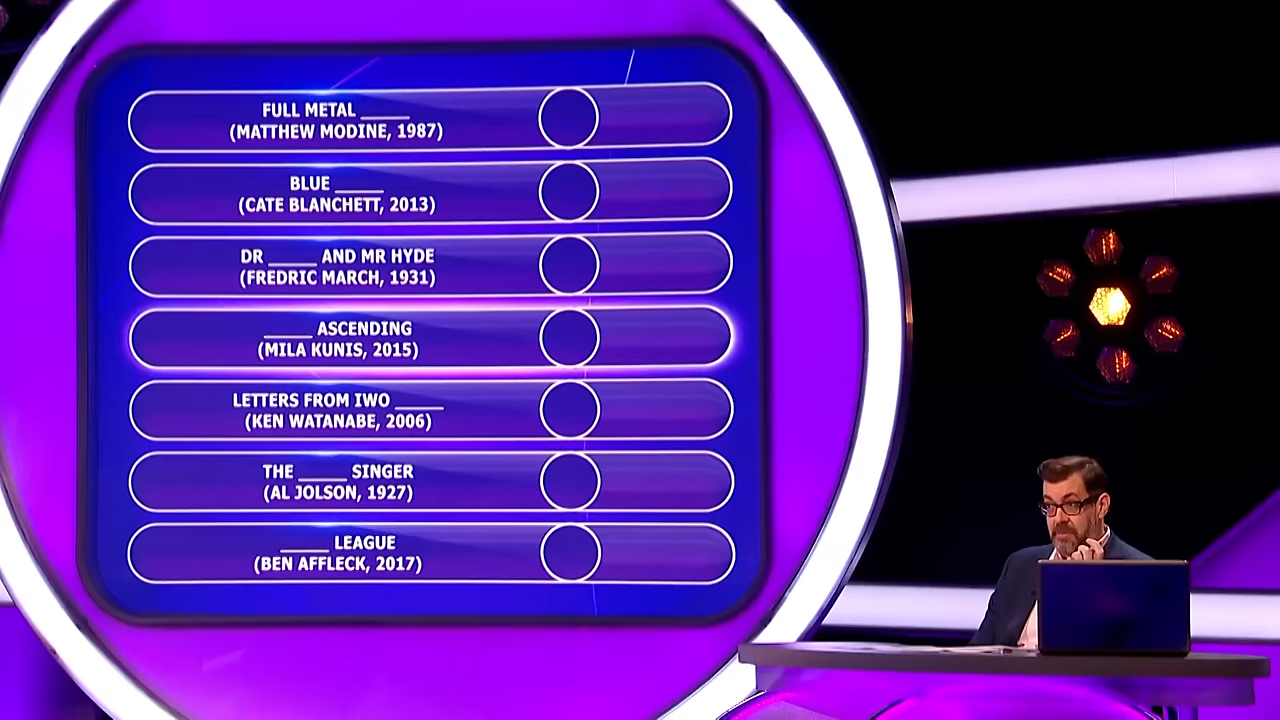 FULL METAL _____
(MATTHEW MODINE, 1987)
BLUE _____
(CATE BLANCHETT, 2013)
DR _____ AND MR HYDE
(FREDRIC MARCH, 1931)
_____ ASCENDING
(MILA KUNIS, 2015)
LETTERS FROM IWO _____
(KEN WATANABE, 2006)
THE _____ SINGER
(AL JOLSON, 1927)
_____ LEAGUE
(BEN AFFLECK, 2017)